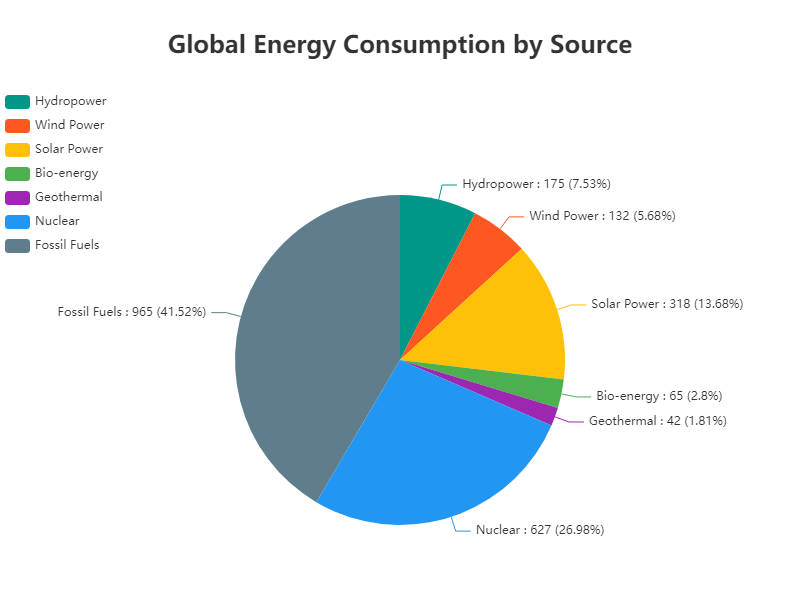 Global Energy Consumption by Source
Hydropower
Wind Power
Solar Power
Bio-energy
Geothermal
Nuclear
Fossil Fuels
Hydropower : 175 (7.53%)
Wind Power : 132 (5.68%)
Solar Power : 318 (13.68%)
Bio-energy : 65 (2.8%)
Geothermal : 42 (1.81%)
Nuclear : 627 (26.98%)
Fossil Fuels : 965 (41.52%)